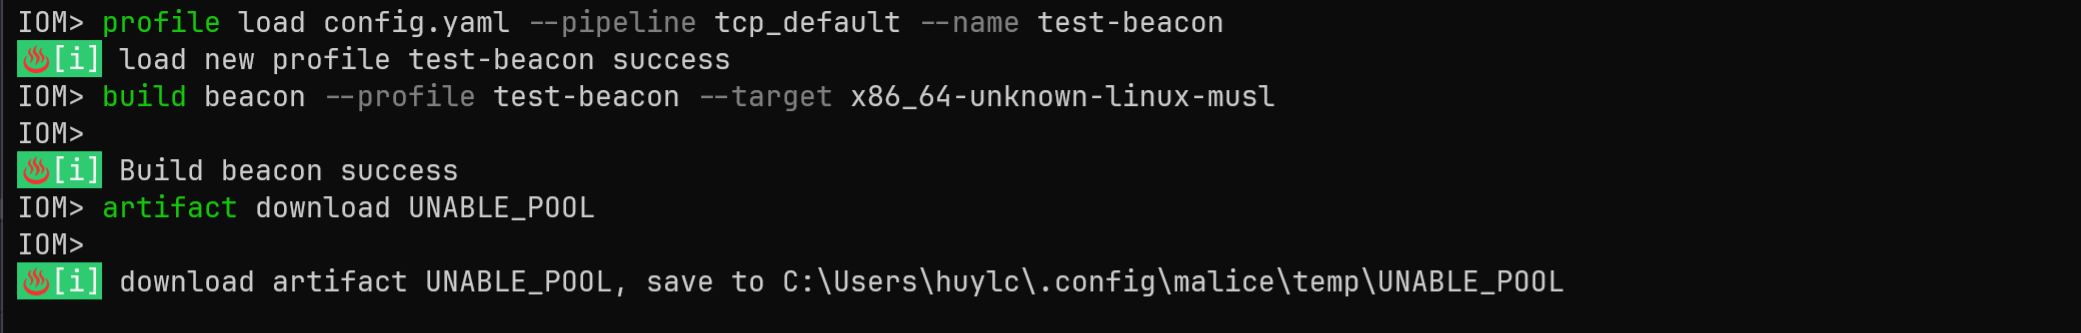 IOM> profile load config.yaml --pipeline tcp_default --name test-beacon
♨[i] load new profile test-beacon success
IOM> build beacon --profile test-beacon --target x86_64-unknown-linux-musl
IOM>
♨[i] Build beacon success
IOM> artifact download UNABLE_POOL
IOM>
♨[i] download artifact UNABLE_POOL, save to C:\Users\huylc\.config\malice\temp\UNABLE_POOL